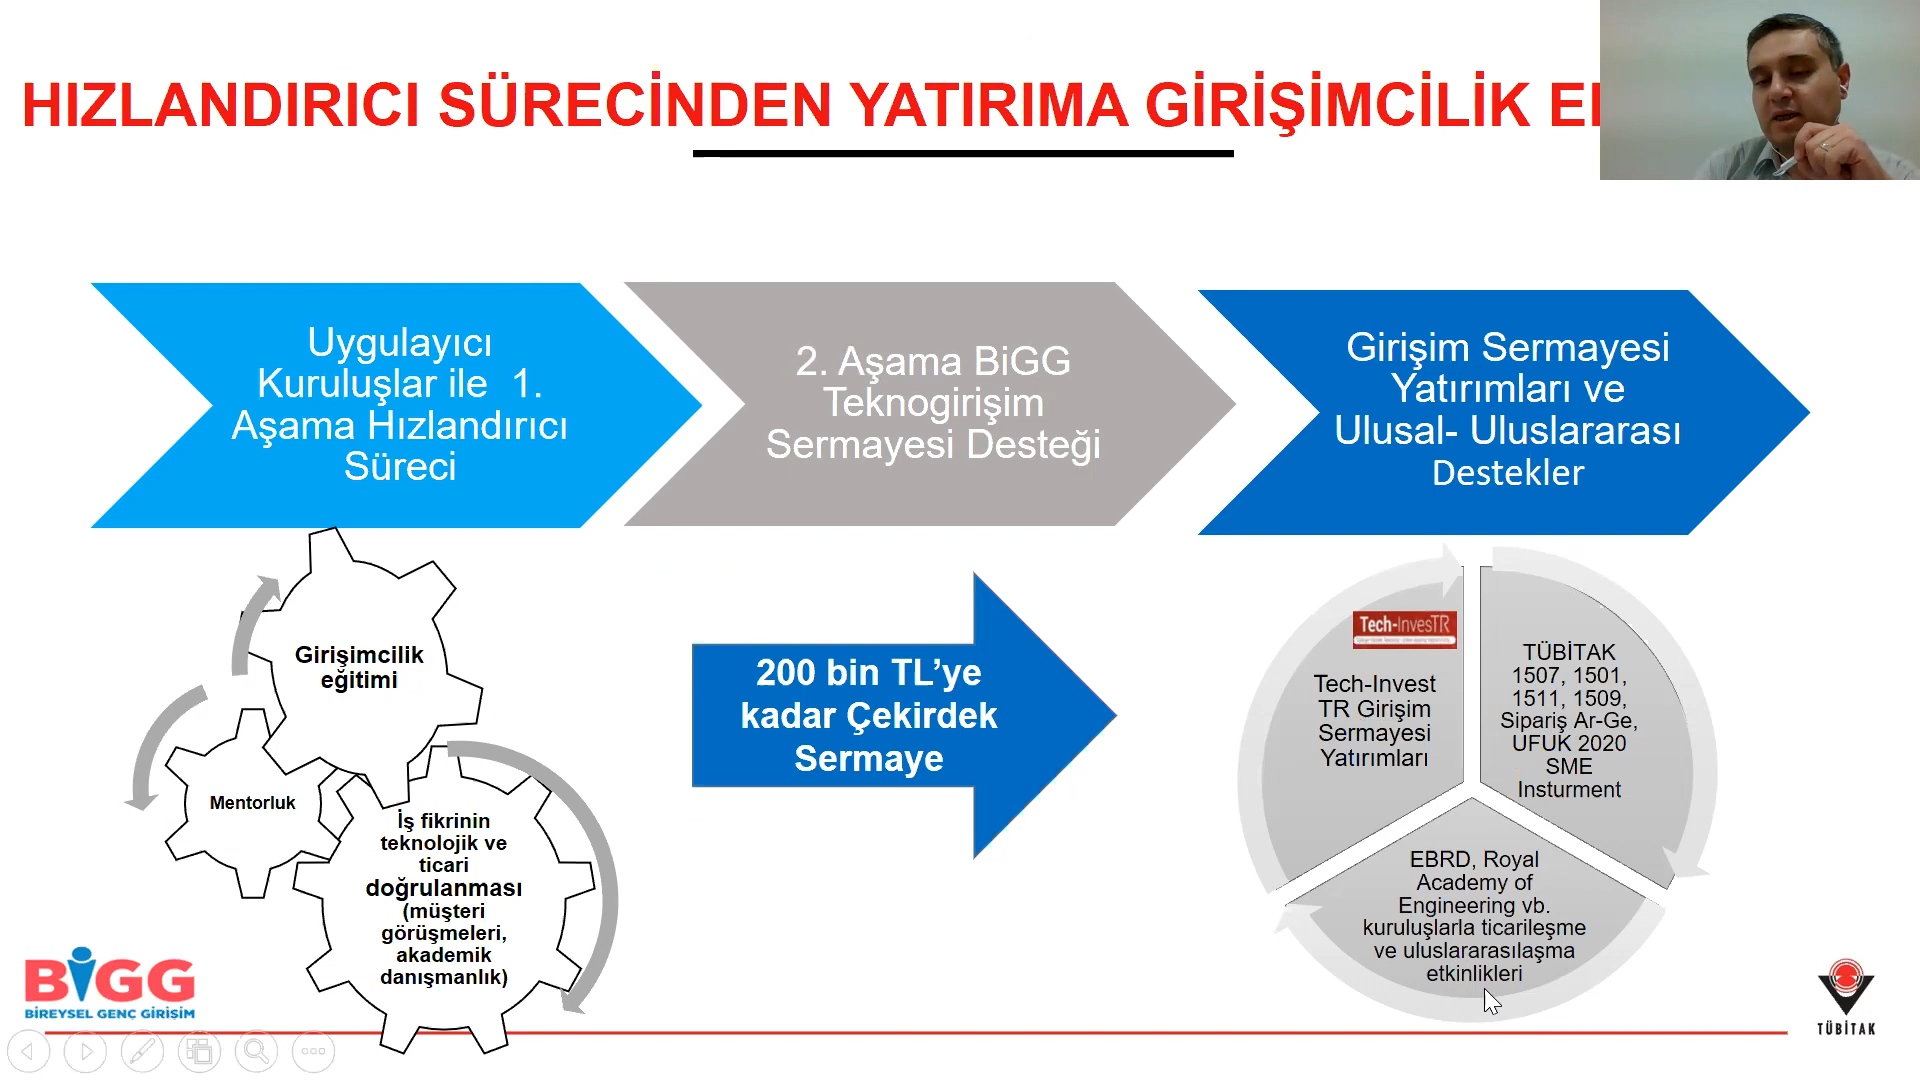 HIZLANDIRICI SÜRECİNDEN YATIRIMA GİRİŞİMCİLİK
Uygulayıcı
Kuruluşlar ile 1.
Aşama Hızlandırıcı
Süreci
2. Aşama BiGG
Teknogirişim
Sermayesi Desteği
Girişim Sermayesi
Yatırımları ve
Ulusal- Uluslararası
Destekler
Girişimcilik
eğitimi
Mentorluk
İş fikrinin
teknolojik ve
ticari
doğrulanması
(müşteri
görüşmeleri,
akademik
danışmanlık)
200 bin TL’ye
kadar Çekirdek
Sermaye
Tech-InvesTR
Tech-Invest
TR Girişim
Sermayesi
Yatırımları
TÜBİTAK
1507, 1501,
1511, 1509,
Sipariş Ar-Ge,
UFUK 2020
SME
Insturment
EBRD, Royal
Academy of
Engineering vb.
kuruluşlarla ticarileşme
ve uluslararasılaşma
etkinlikleri
BiGG
BİREYSEL GENÇ GİRİŞİM
TÜBİTAK